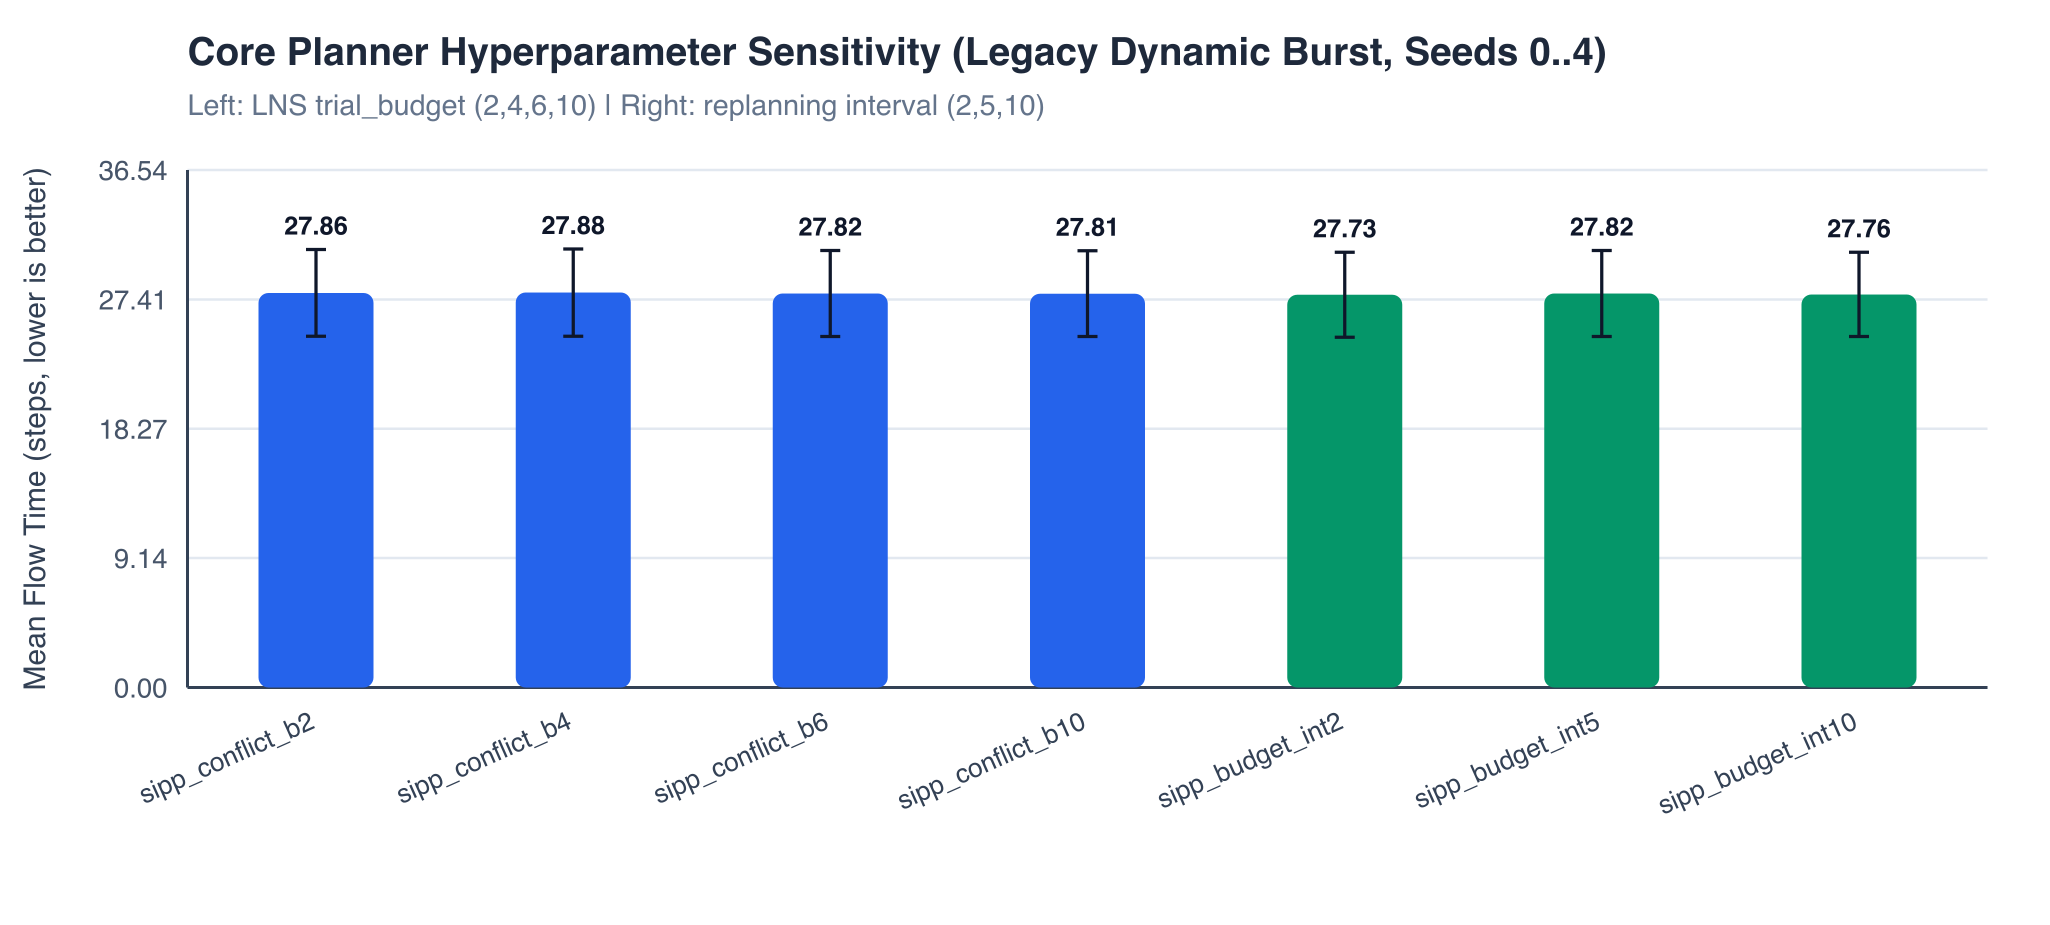 Core Planner Hyperparameter Sensitivity (Legacy Dynamic Burst, Seeds 0..4)
Left: LNS trial_budget (2,4,6,10) | Right: replanning interval (2,5,10)
Mean Flow Time (steps, lower is better)
36.54
27.41
18.27
9.14
0.00
27.86
27.88
27.82
27.81
27.73
27.82
27.76
sipp_conflict_b2
sipp_conflict_b4
sipp_conflict_b6
sipp_conflict_b10
sipp_budget_int2
sipp_budget_int5
sipp_budget_int10